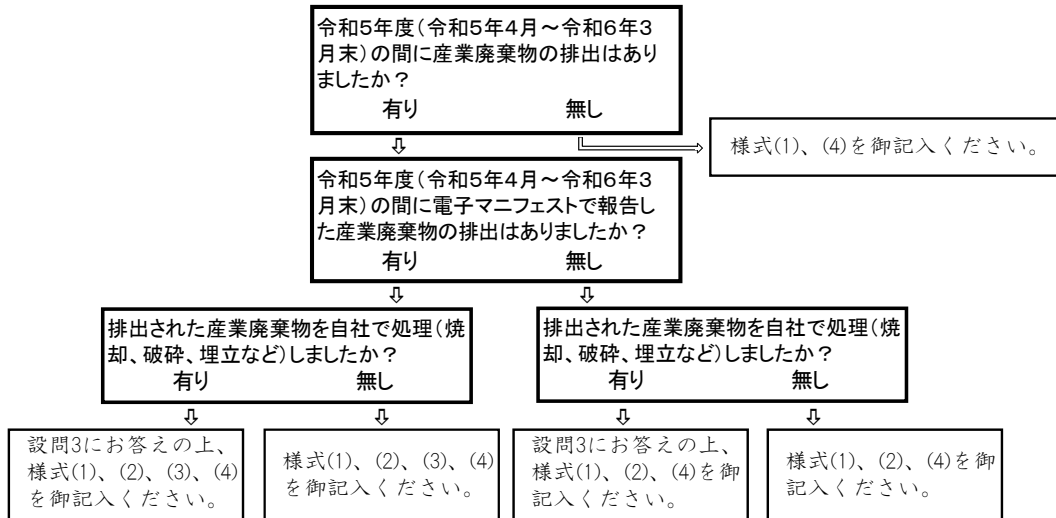 令和5年度(令和5年4月～令和6年3
月末)の間に産業廃棄物の排出はあり
ましたか？
有り 無し
様式(1)、(4)を御記入ください。
令和5年度(令和5年4月～令和6年3
月末)の間に電子マニフェストで報告し
た産業廃棄物の排出はありましたか？
有り 無し
排出された産業廃棄物を自社で処理(焼
却、破砕、埋立など)しましたか？
有り 無し
排出された産業廃棄物を自社で処理(焼
却、破砕、埋立など)しましたか？
有り 無し
設問3にお答えの上、
様式(1)、(2)、(3)、(4)
を御記入ください。
様式(1)、(2)、(3)、(4)
を御記入ください。
設問3にお答えの上、
様式(1)、(2)、(4)を御
記入ください。
様式(1)、(2)、(4)を御
記入ください。